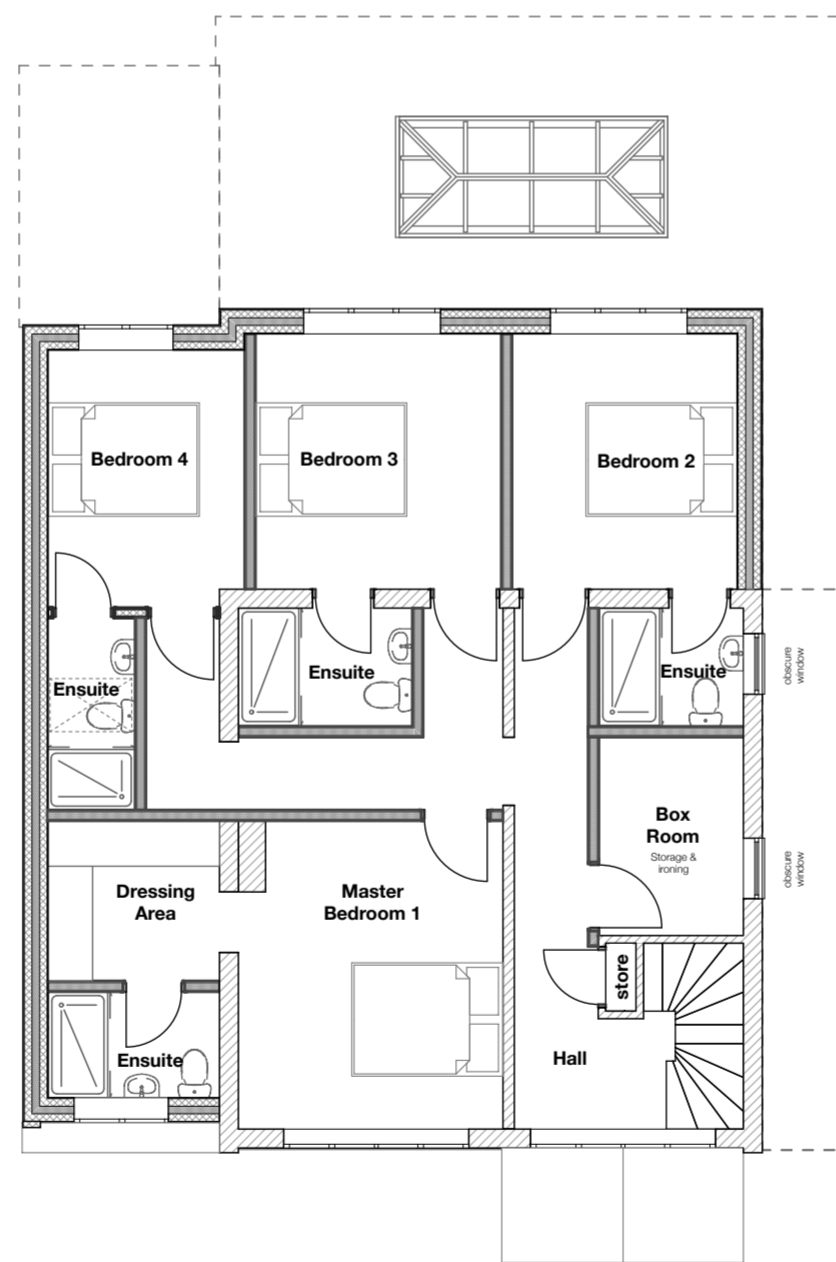 Bedroom 4
Bedroom 3
Bedroom 2
Ensuite
Ensuite
Ensuite
obscure
window
Box
Room
Storage &
ironing
obscure
window
Dressing
Area
Master
Bedroom 1
store
Ensuite
Hall